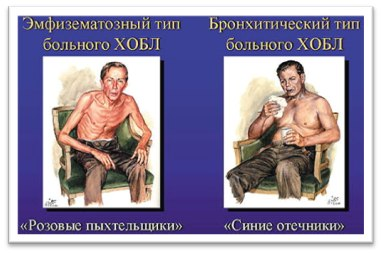 Эмфизематозный тип
больного ХОБЛ
«Розовые пыхтельщики»
Бронхитический тип
больного ХОБЛ
«Синие отечники»